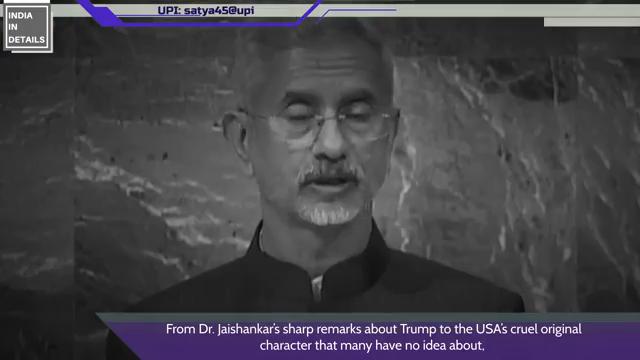 UPI: satya45@upi
INDIA
IN
DETAILS
From Dr. Jaishankar's sharp remarks about Trump to the USA's cruel original
character that many have no idea about,